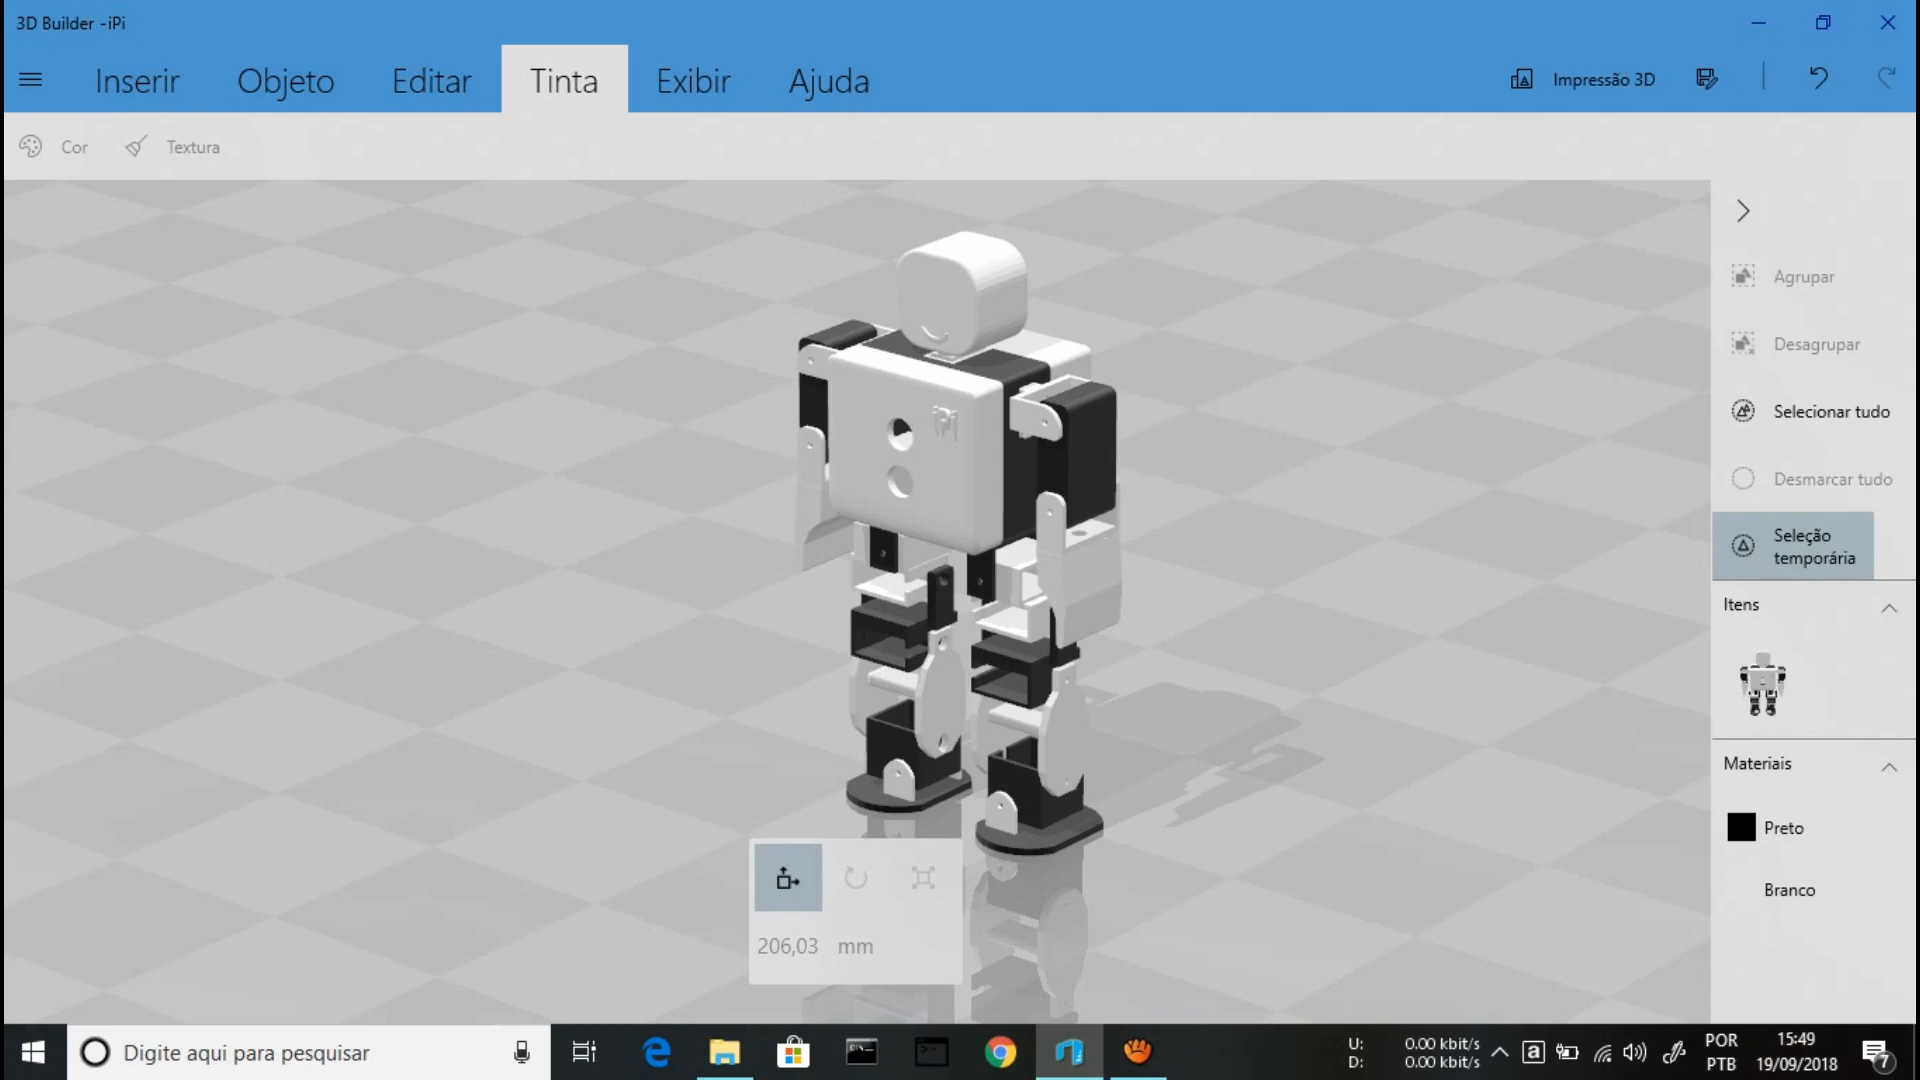 3D Builder -iPi
Inserir Objeto Editar Tinta Exibir Ajuda Impressão 3D
Cor Textura
Agrupar
Desagrupar
Selecionar tudo
Desmarcar tudo
Seleção
temporária
Itens
iPi
Materiais
Preto
Branco
206,03 mm
Digite aqui para pesquisar
U: 0.00 kbit/s
D: 0.00 kbit/s
a
POR
PTB
15:49
19/09/2018
7